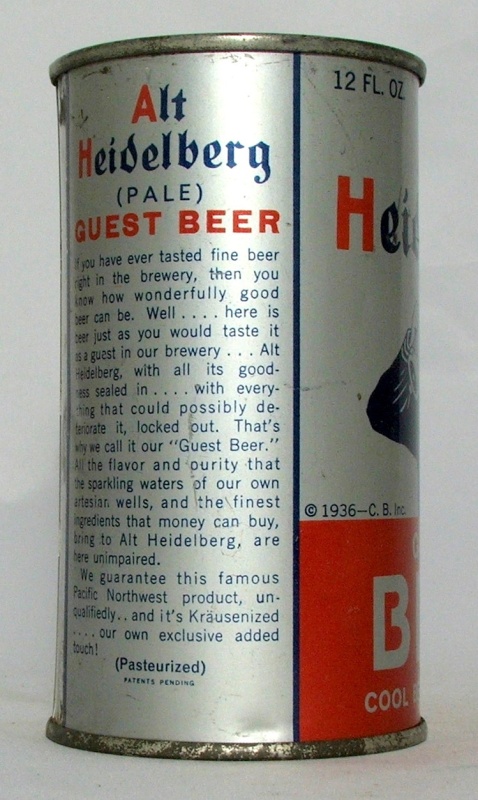 Alt
Heidelberg
(PALE)
GUEST BEER
If you have ever tasted fine beer
right in the brewery, then you
know how wonderfully good
beer can be. Well . . . . here is
beer just as you would taste it
as a guest in our brewery . . . Alt
Heidelberg, with all its good-
ness sealed in . . . . with every-
thing that could possibly de-
teriorate it, locked out. That's
why we call it our "Guest Beer."
All the flavor and purity that
the sparkling waters of our own
artesian wells, and the finest
ingredients that money can buy,
bring to Alt Heidelberg, are
here unimpaired.
We guarantee this famous
Pacific Northwest product, un-
qualifiedly . . and it's Kräusenized
. . . . our own exclusive added
touch!
(Pasteurized)
PATENTS PENDING
12 FL. OZ.
Hei
© 1936—C. B. Inc.
B
COOL